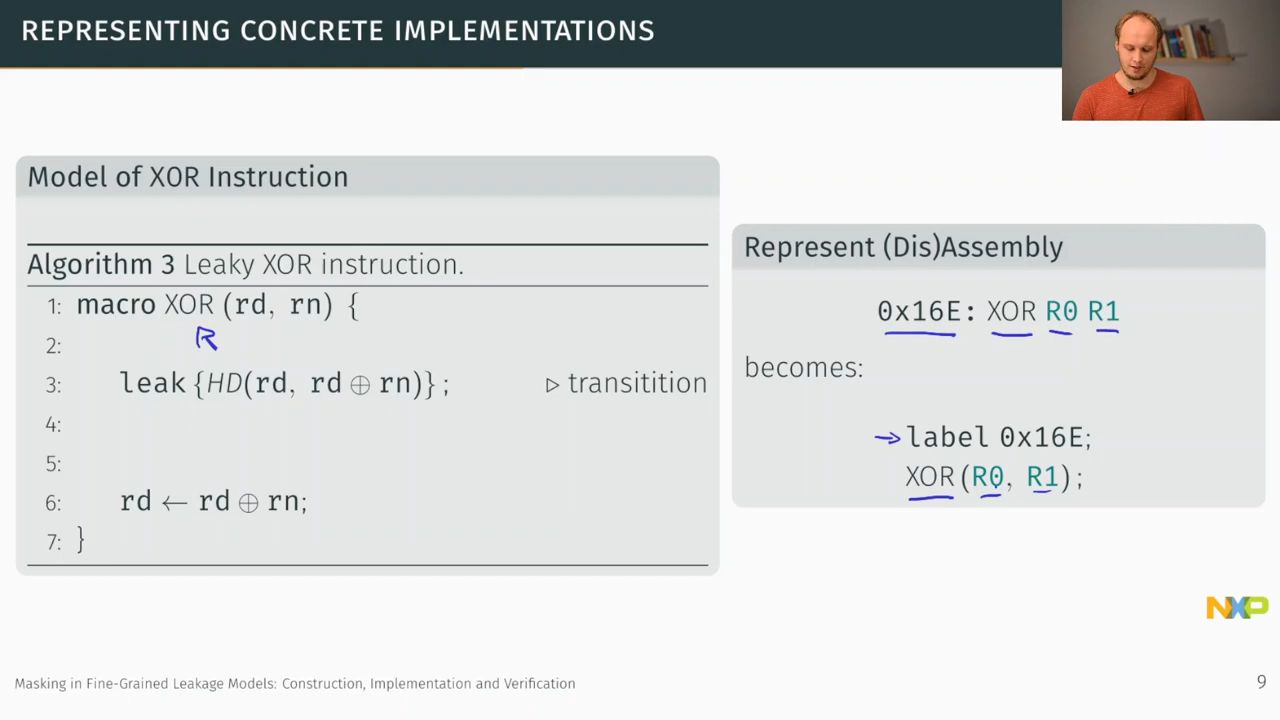 REPRESENTING CONCRETE IMPLEMENTATIONS
Model of XOR Instruction
Algorithm 3 Leaky XOR instruction.
1: macro XOR (rd, rn) {
2:
3: leak {HD(rd, rd ⊕ rn)} ; ▷ transitition
4:
5:
6: rd ← rd ⊕ rn;
7: }
Represent (Dis)Assembly
0x16E: XOR R0 R1
becomes:
label 0x16E;
XOR(R0, R1);
NXP
Masking in Fine-Grained Leakage Models: Construction, Implementation and Verification
9